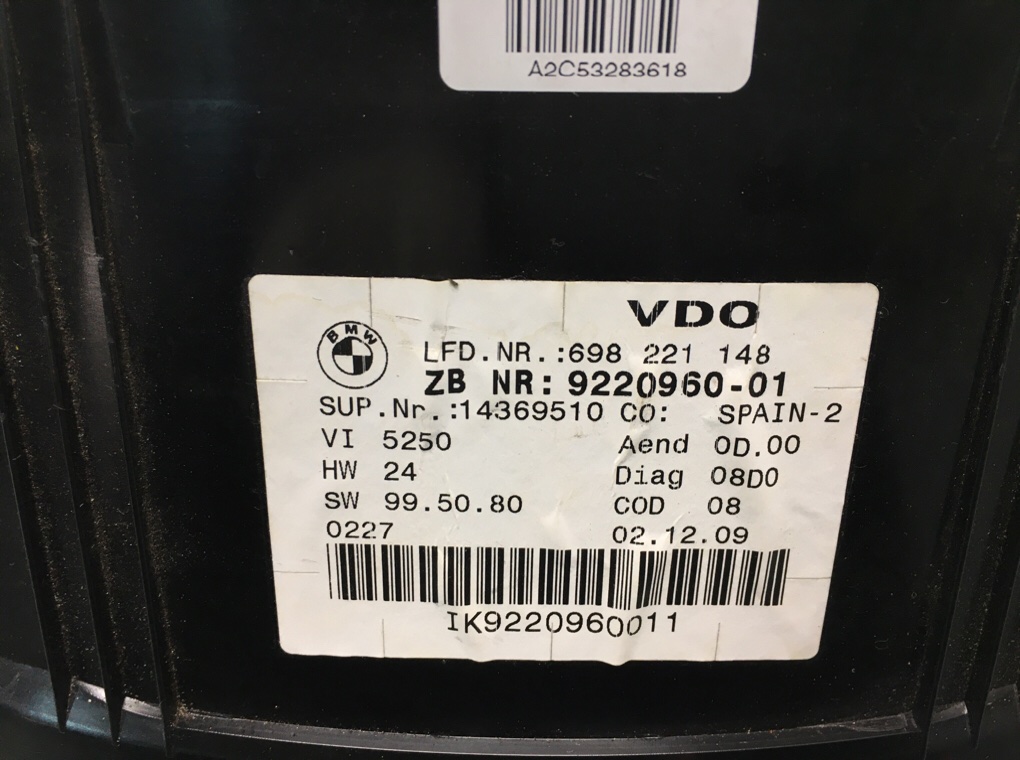 A2C53283618
VDO
BMW
LFD.NR.:698 221 148
ZB NR: 9220960-01
SUP.Nr.:14369510 CO: SPAIN-2
VI 5250 Aend 0D.00
HW 24 Diag 08D0
SW 99.50.80 COD 08
0227 02.12.09
IK9220960011